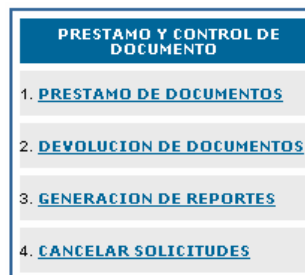 PRESTAMO Y CONTROL DE
DOCUMENTO
1. PRESTAMO DE DOCUMENTOS
2. DEVOLUCION DE DOCUMENTOS
3. GENERACION DE REPORTES
4. CANCELAR SOLICITUDES